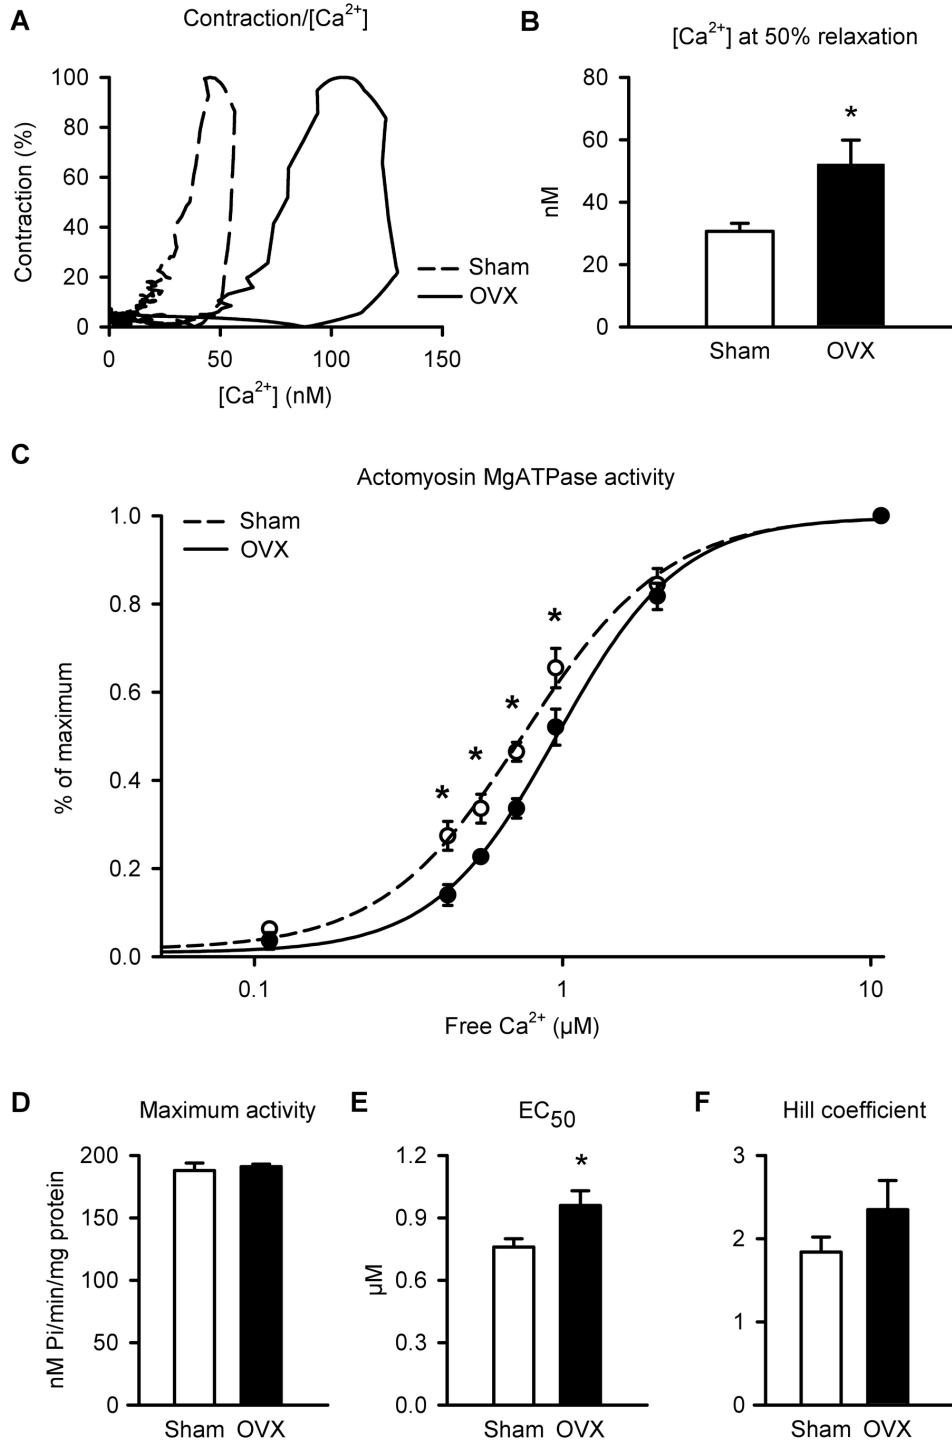 A
Contraction/[Ca²⁺]
Contraction (%)
100
80
60
40
20
0
0 50 100 150
[Ca²⁺] (nM)
Sham
OVX
B
[Ca²⁺] at 50% relaxation
nM
80
60
40
20
0
*
Sham OVX
C
Actomyosin MgATPase activity
% of maximum
1.0
0.8
0.6
0.4
0.2
0.0
Sham
OVX
*
*
*
*
0.1 1 10
Free Ca²⁺ (µM)
D
Maximum activity
nM Pi/min/mg protein
200
150
100
50
0
Sham OVX
E
EC₅₀
µM
1.2
0.9
0.6
0.3
0.0
*
Sham OVX
F
Hill coefficient
3
2
1
0
Sham OVX